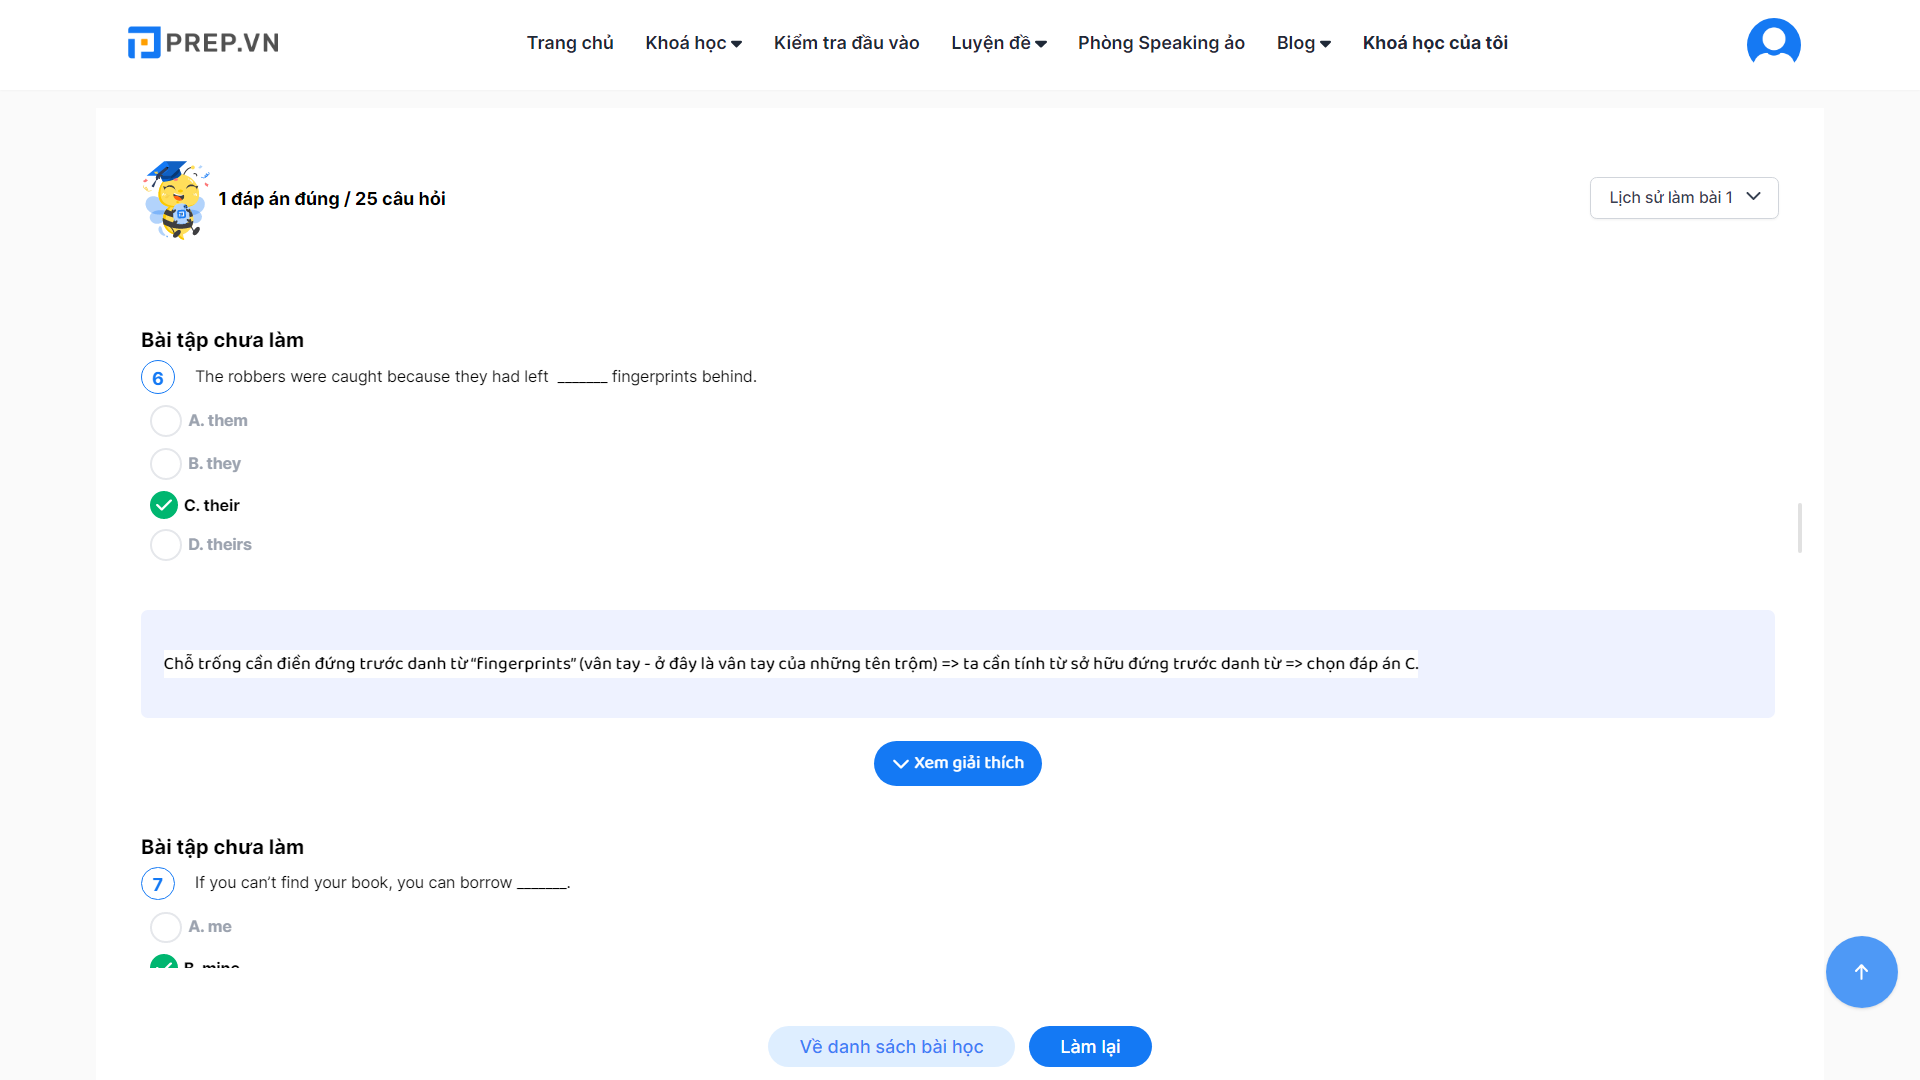 PREP.VN
Trang chủ Khoá học Kiểm tra đầu vào Luyện đề Phòng Speaking ảo Blog Khoá học của tôi
1 đáp án đúng / 25 câu hỏi
Lịch sử làm bài 1
Bài tập chưa làm
6 The robbers were caught because they had left _______ fingerprints behind.
A. them
B. they
C. their
D. theirs
Chỗ trống cần điền đứng trước danh từ “fingerprints” (vân tay - ở đây là vân tay của những tên trộm) => ta cần tính từ sở hữu đứng trước danh từ => chọn đáp án C.
Xem giải thích
Bài tập chưa làm
7 If you can’t find your book, you can borrow _______.
A. me
B. mine
Về danh sách bài học Làm lại